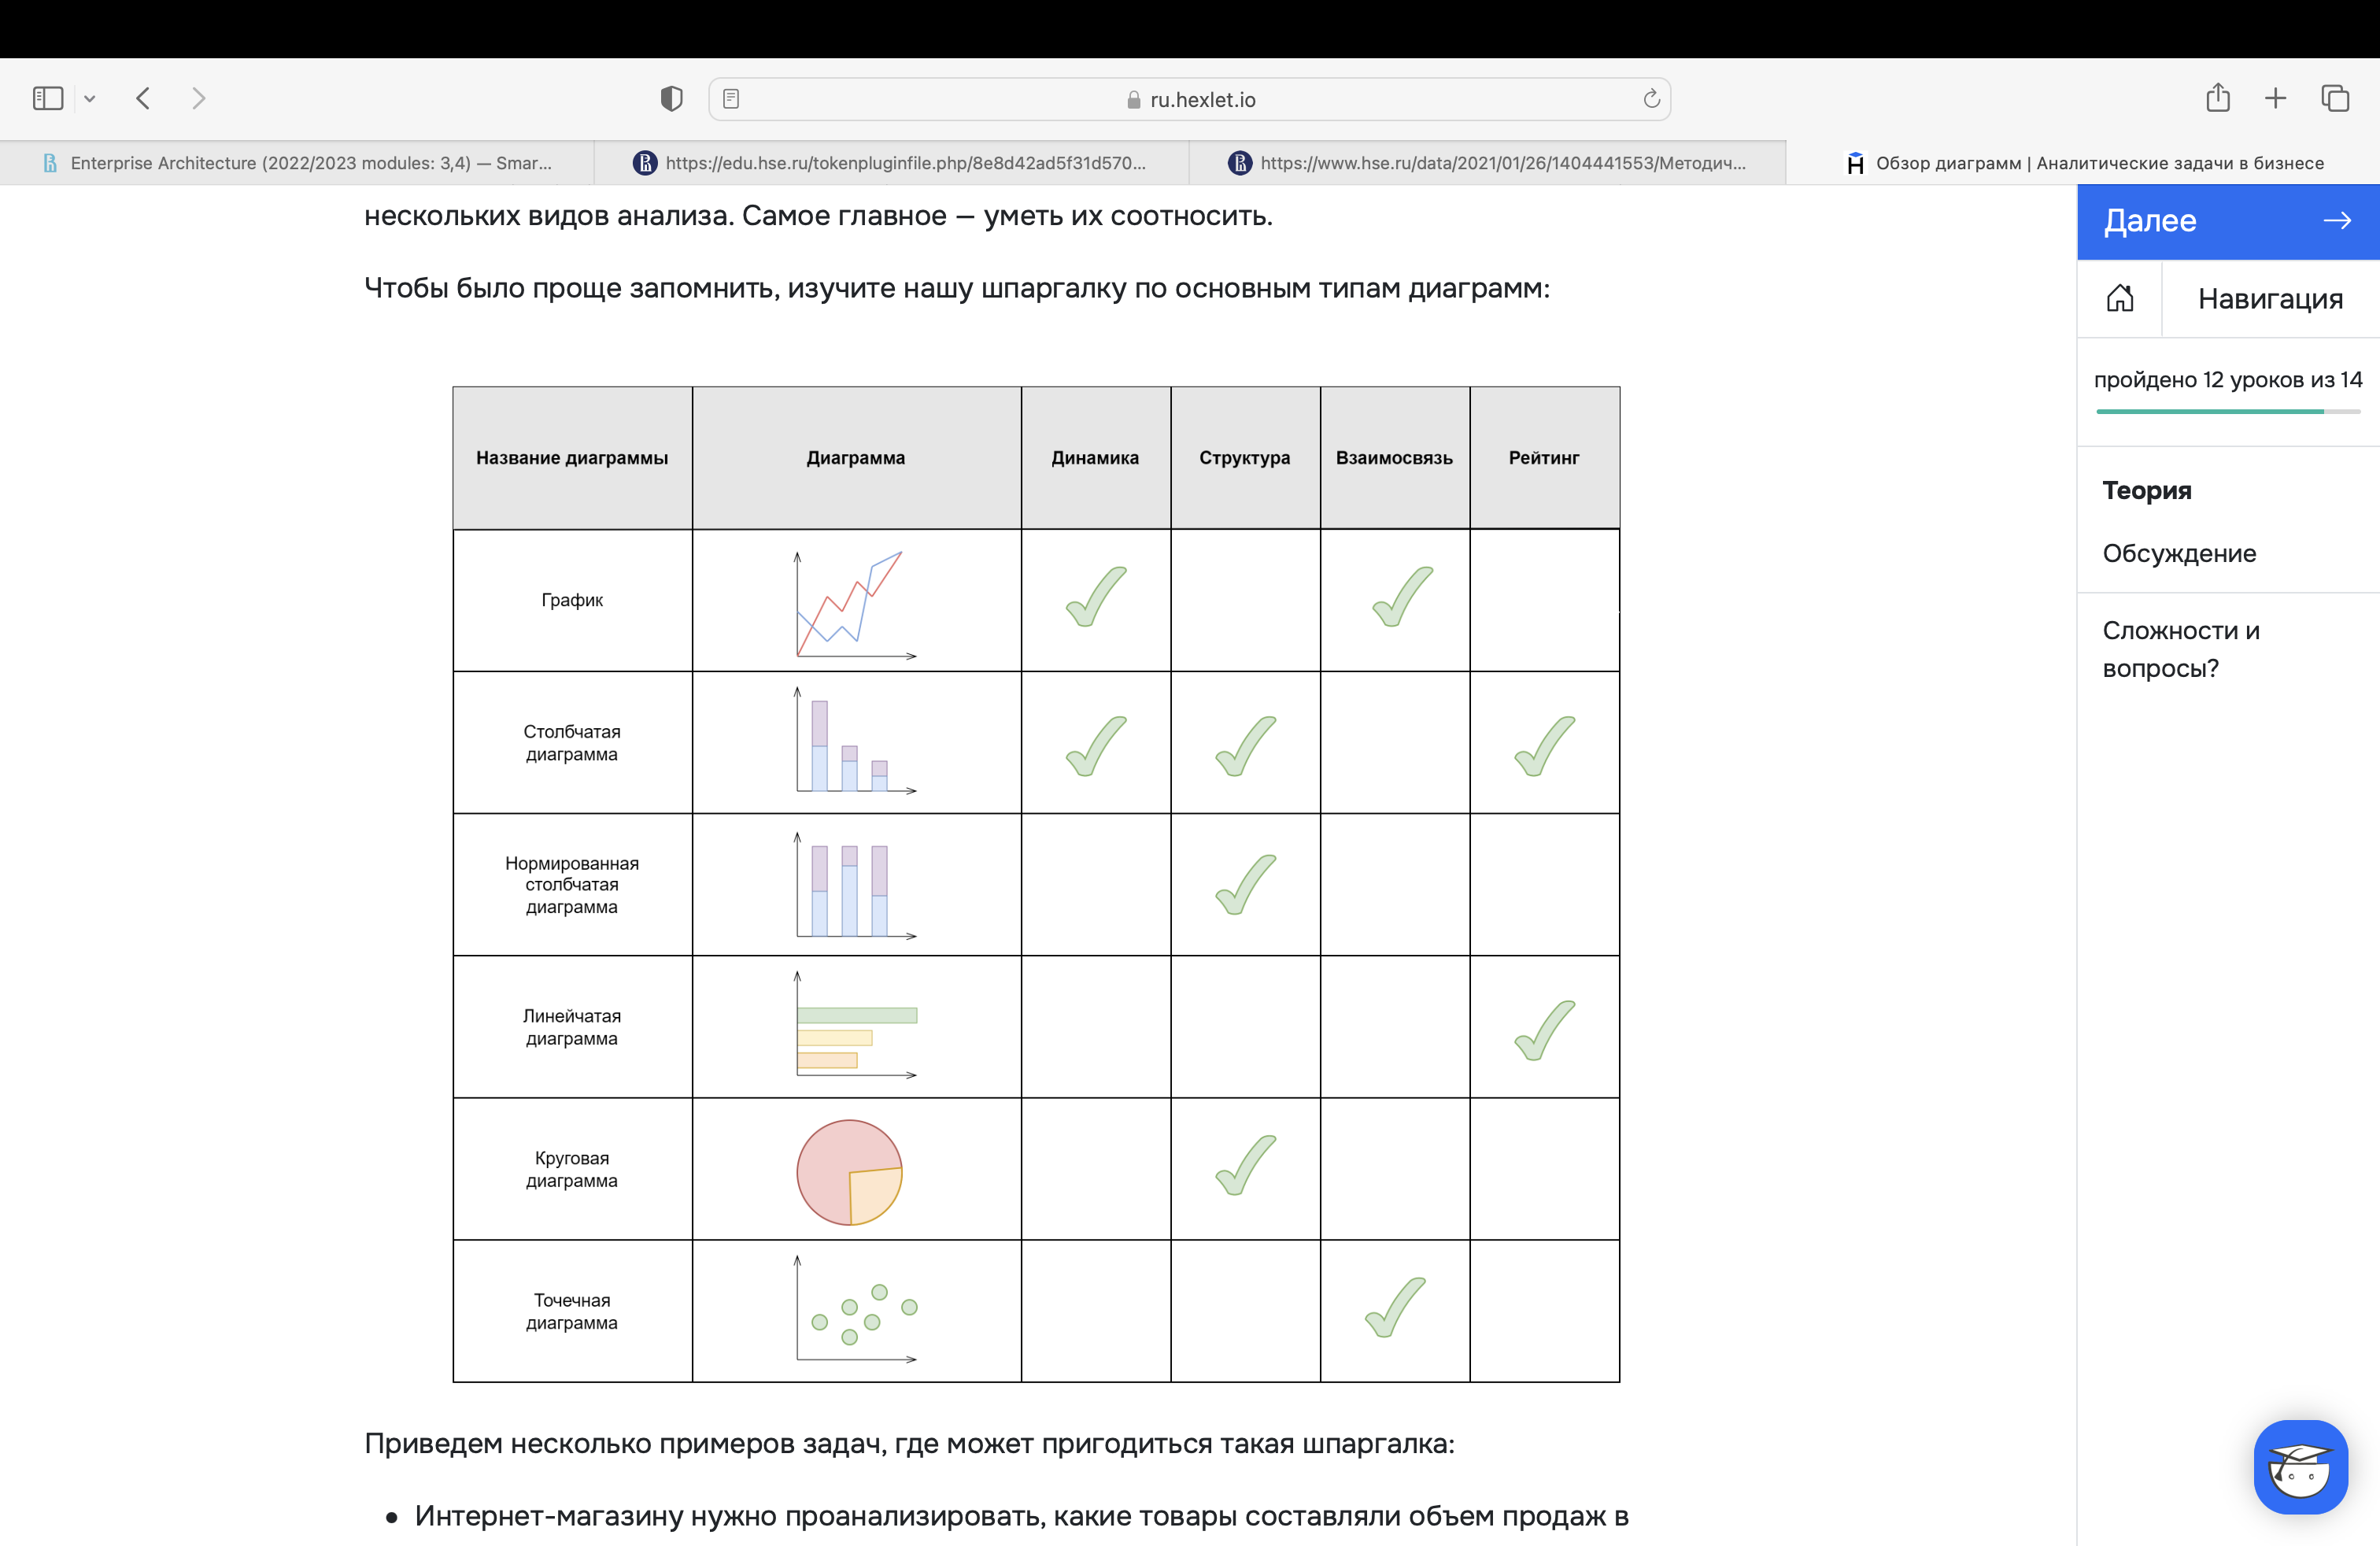 ru.hexlet.io
Enterprise Architecture (2022/2023 modules: 3,4) — Smar...
https://edu.hse.ru/tokenpluginfile.php/8e8d42ad5f31d570...
https://www.hse.ru/data/2021/01/26/1404441553/Методич...
Обзор диаграмм | Аналитические задачи в бизнесе
нескольких видов анализа. Самое главное — уметь их соотносить.
Чтобы было проще запомнить, изучите нашу шпаргалку по основным типам диаграмм:
Название диаграммы
Диаграмма
Динамика
Структура
Взаимосвязь
Рейтинг
График
Столбчатая
диаграмма
Нормированная
столбчатая
диаграмма
Линейчатая
диаграмма
Круговая
диаграмма
Точечная
диаграмма
Приведем несколько примеров задач, где может пригодиться такая шпаргалка:
• Интернет-магазину нужно проанализировать, какие товары составляли объем продаж в
Далее
Навигация
пройдено 12 уроков из 14
Теория
Обсуждение
Сложности и
вопросы?